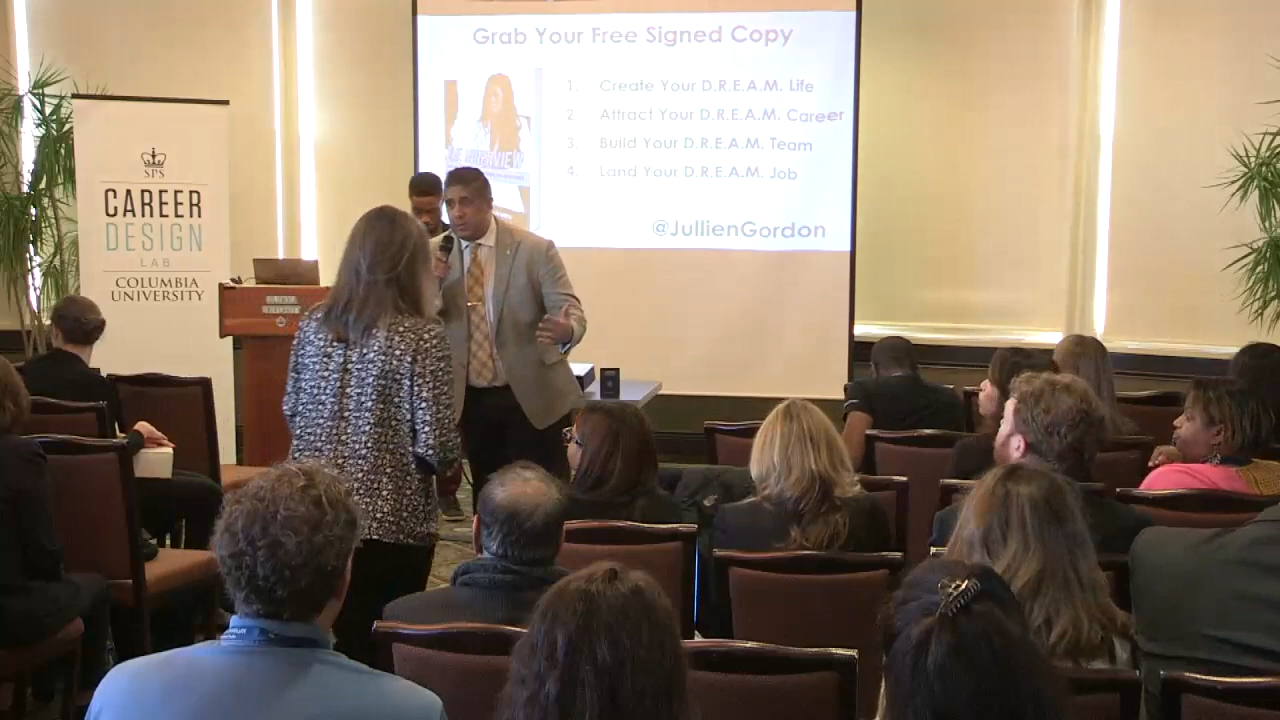 Grab Your Free Signed Copy
1. Create Your D.R.E.A.M. Life
2. Attract Your D.R.E.A.M. Career
3. Build Your D.R.E.A.M. Team
4. Land Your D.R.E.A.M. Job
@JullienGordon
SPS
CAREER
DESIGN
LAB
COLUMBIA
UNIVERSITY